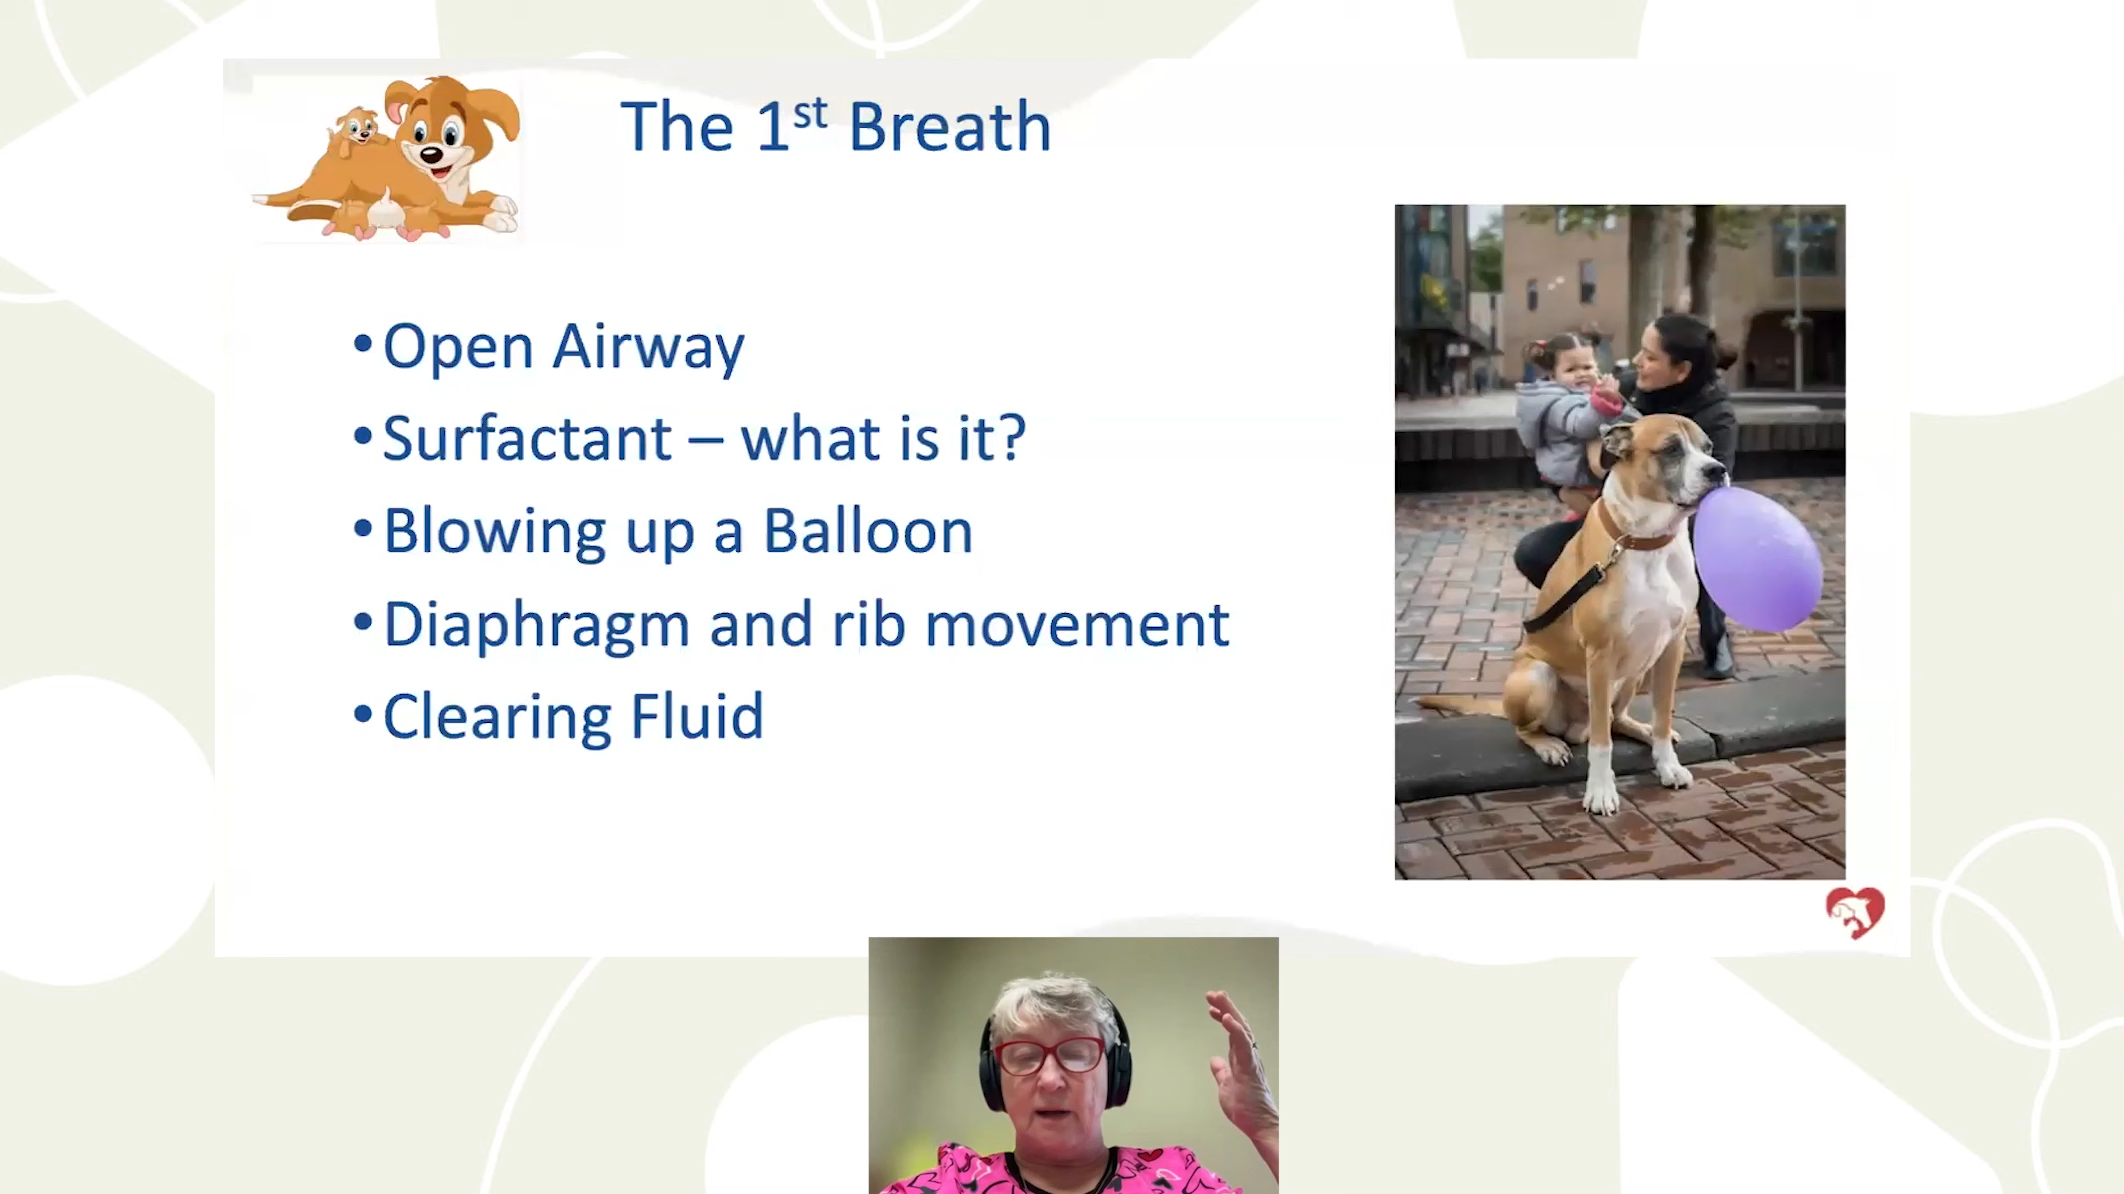 The 1st Breath
• Open Airway
• Surfactant – what is it?
• Blowing up a Balloon
• Diaphragm and rib movement
• Clearing Fluid